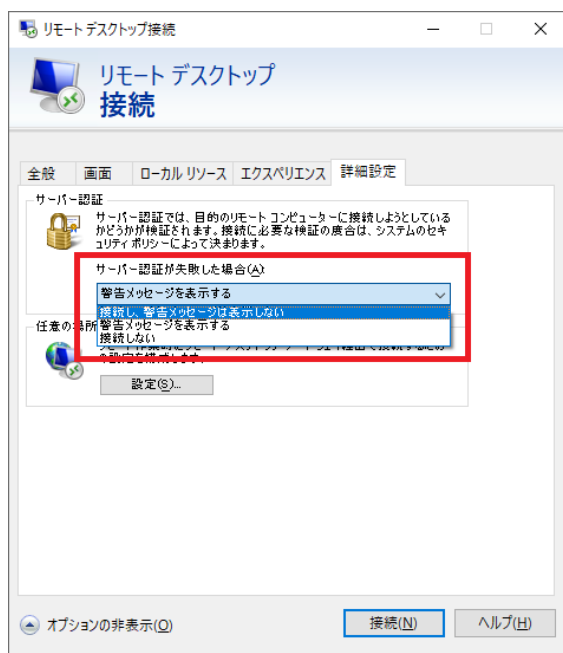 リモート デスクトップ接続
リモート デスクトップ
接続
全般 画面 ローカル リソース エクスペリエンス 詳細設定
サーバー認証
サーバー認証では、目的のリモート コンピューターに接続しようとしている
かどうかが検証されます。接続に必要な検証の度合は、システムのセキ
ュリティ ポリシーによって決まります。
サーバー認証が失敗した場合(A):
警告メッセージを表示する
接続し、警告メッセージは表示しない
任意の場所
警告メッセージを表示する
接続しない
設定(S)...
オプションの非表示(O)
接続(N) ヘルプ(H)